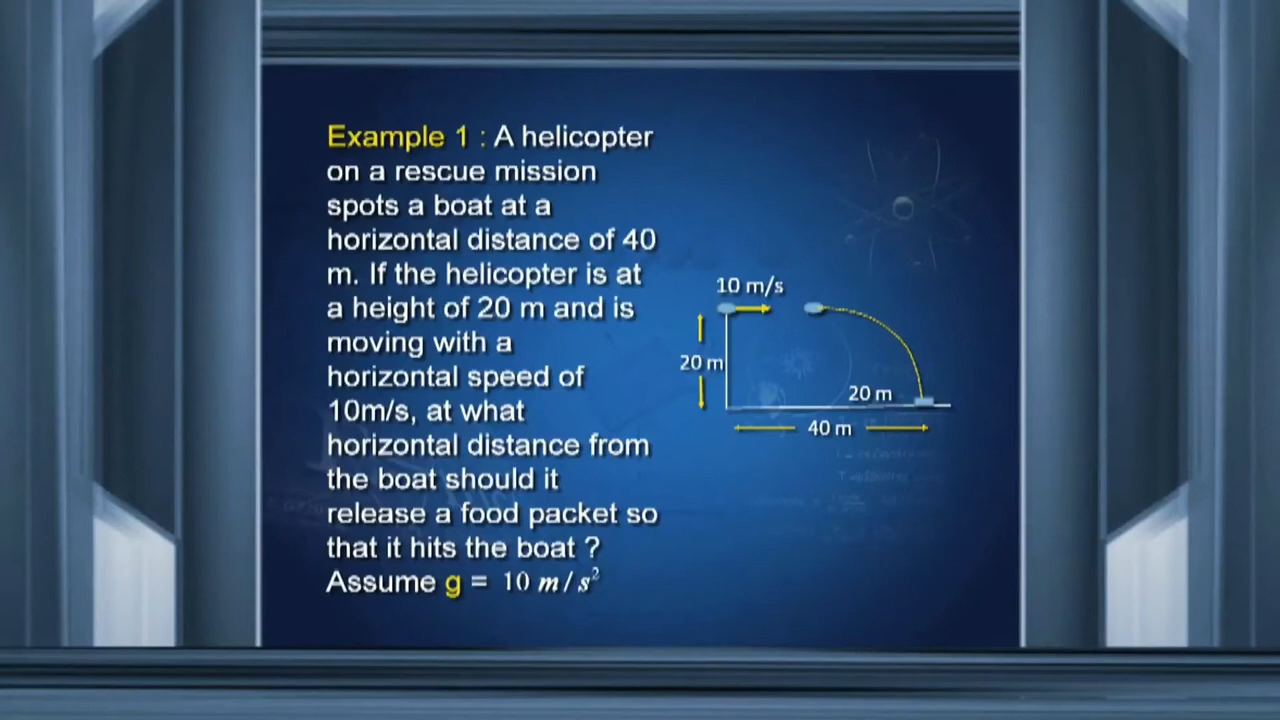 Example 1 : A helicopter
on a rescue mission
spots a boat at a
horizontal distance of 40
m. If the helicopter is at
a height of 20 m and is
moving with a
horizontal speed of
10m/s, at what
horizontal distance from
the boat should it
release a food packet so
that it hits the boat ?
Assume g = 10 m/s²
10 m/s
20 m
20 m
40 m